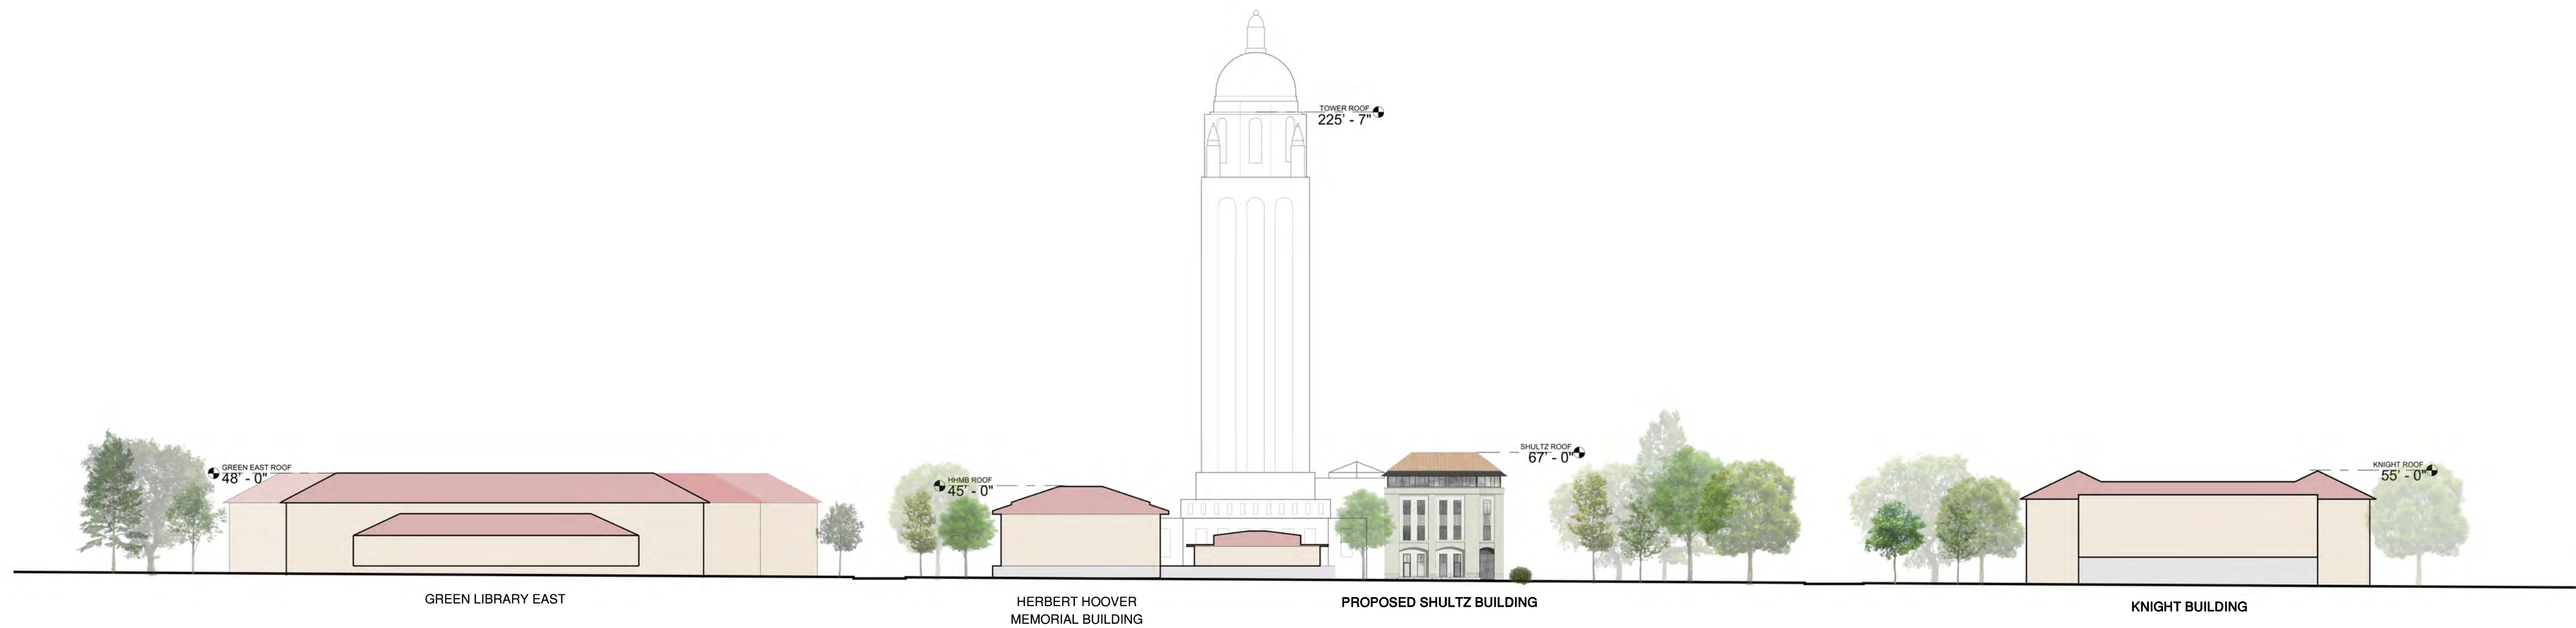 TOWER ROOF
225' - 7"
GREEN EAST ROOF
48' - 0"
HHMB ROOF
45' - 0"
SHULTZ ROOF
67' - 0"
KNIGHT ROOF
55' - 0"
GREEN LIBRARY EAST
HERBERT HOOVER
MEMORIAL BUILDING
PROPOSED SHULTZ BUILDING
KNIGHT BUILDING